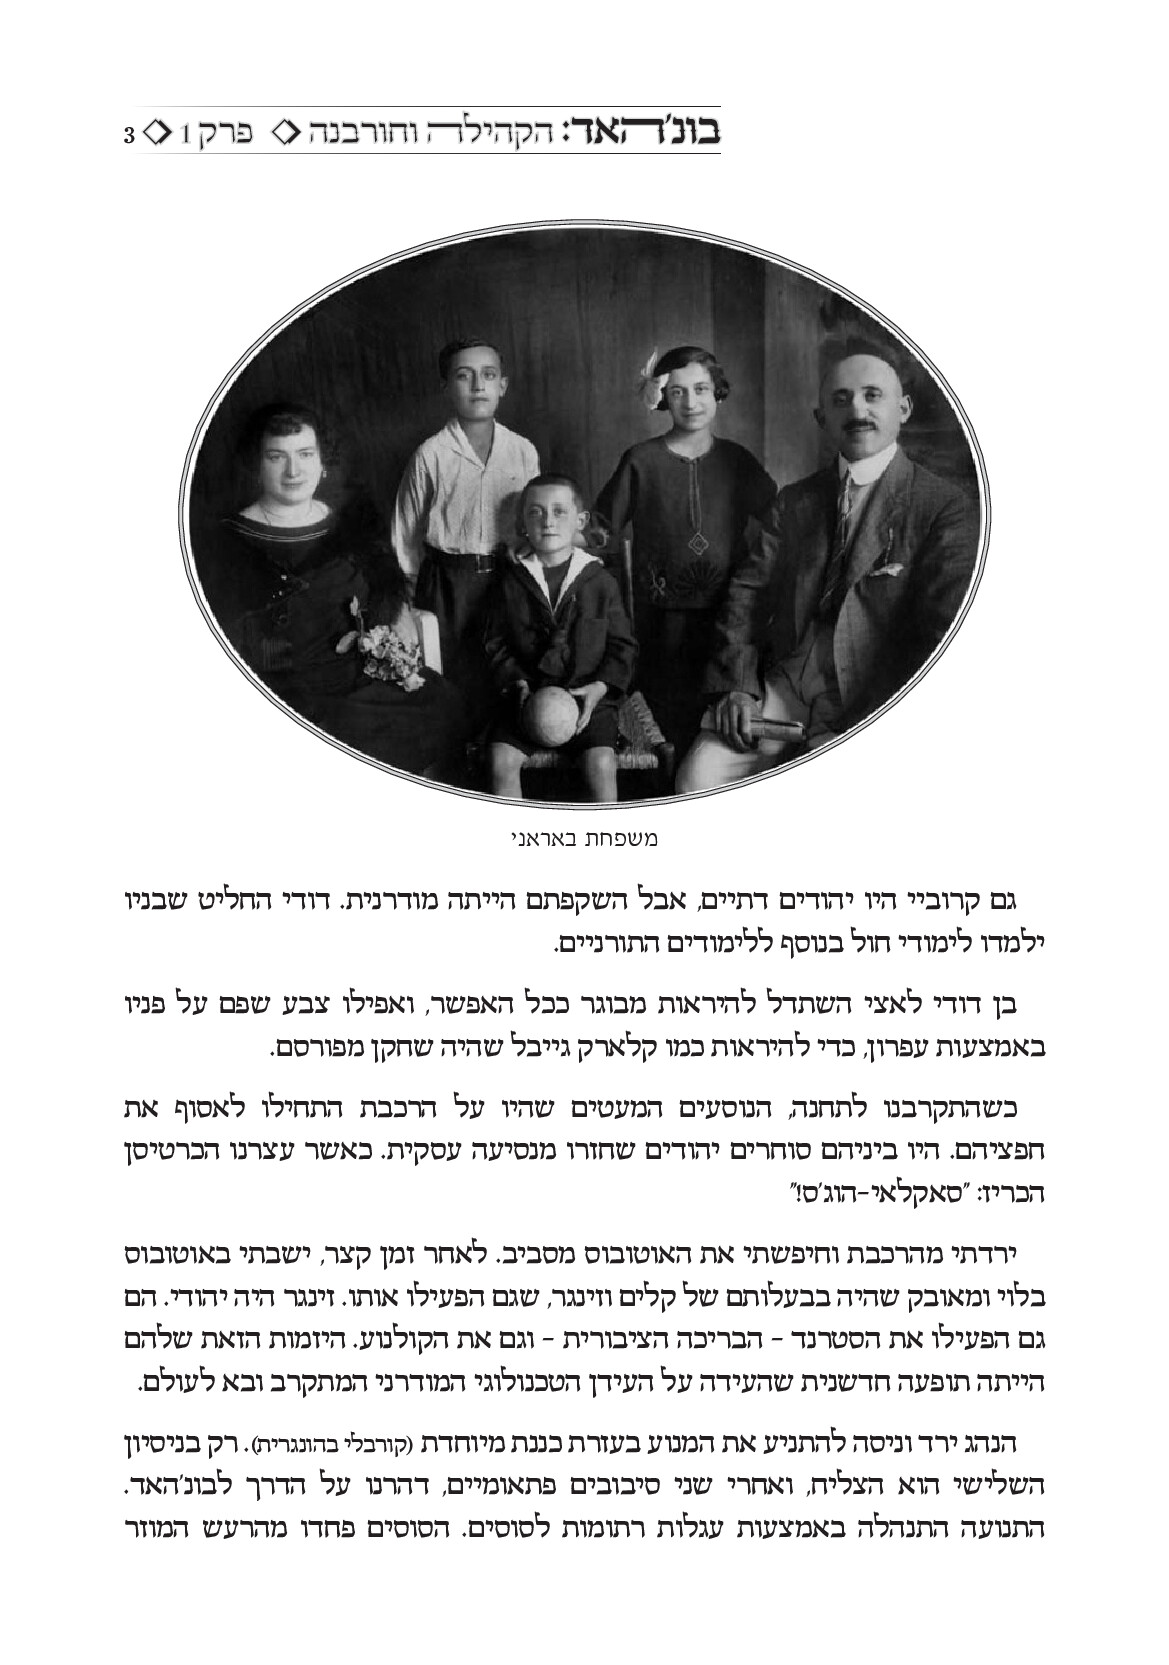 בונ'האד: הקהילה וחורבנה ◇ פרק 1 ◇ 3
משפחת באראני
גם קרוביי היו יהודים דתיים, אבל השקפתם הייתה מודרנית. דודי החליט שבניו
ילמדו לימודי חול בנוסף ללימודים התורניים.
בן דודי לאצי השתדל להיראות מבוגר ככל האפשר, ואפילו צבע שפם על פניו
באמצעות עפרון, כדי להיראות כמו קלארק גייבל שהיה שחקן מפורסם.
כשהתקרבנו לתחנה, הנוסעים המעטים שהיו על הרכבת התחילו לאסוף את
חפציהם. היו ביניהם סוחרים יהודים שחזרו מנסיעה עסקית. כאשר עצרנו הכרטיסן
הכריז: "סאקלאי-הוג'ס!"
ירדתי מהרכבת וחיפשתי את האוטובוס מסביב. לאחר זמן קצר, ישבתי באוטובוס
בלוי ומאובק שהיה בבעלותם של קלים וזינגר, שגם הפעילו אותו. זינגר היה יהודי. הם
גם הפעילו את הסטרנד – הבריכה הציבורית – וגם את הקולנוע. היזמות הזאת שלהם
הייתה תופעה חדשנית שהעידה על העידן הטכנולוגי המודרני המתקרב ובא לעולם.
הנהג ירד וניסה להתניע את המנוע בעזרת כננת מיוחדת (קורבלי בהונגרית). רק בניסיון
השלישי הוא הצליח, ואחרי שני סיבובים פתאומיים, דהרנו על הדרך לבונ'האד.
התנועה התנהלה באמצעות עגלות רתומות לסוסים. הסוסים פחדו מהרעש המוזר